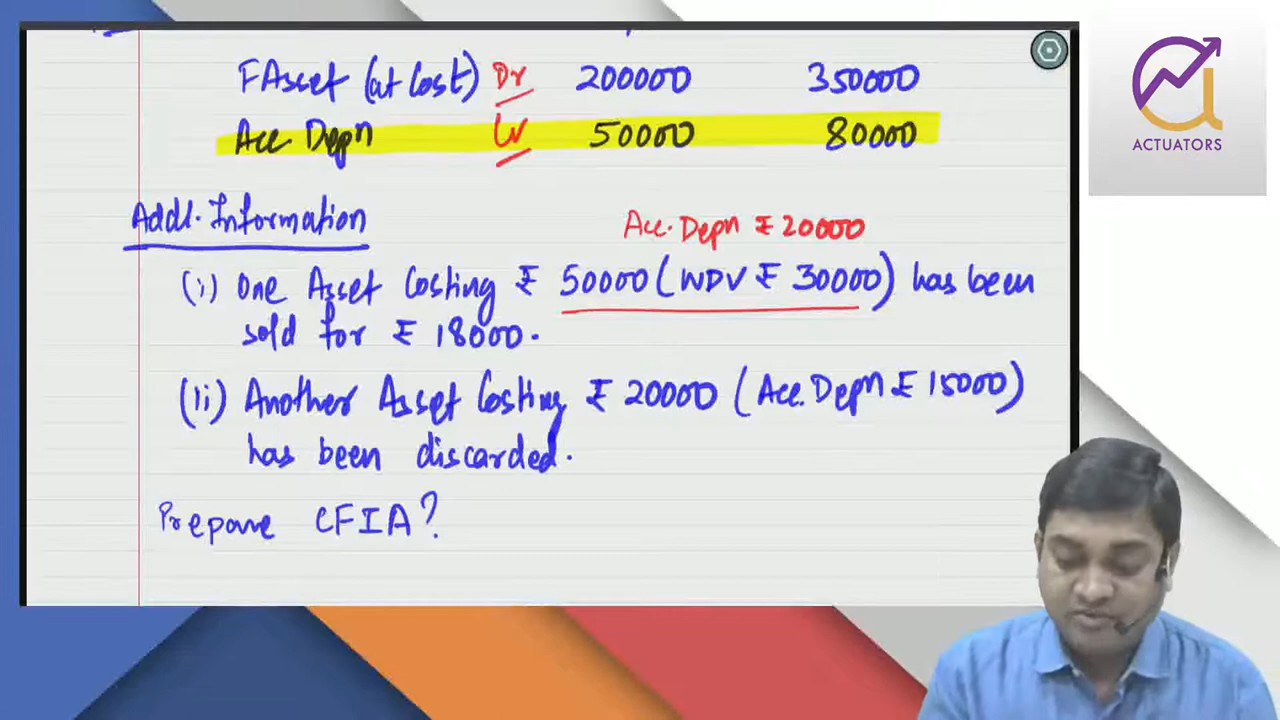 FAsset (at Cost) Dr 200000 350000
Acc. Depn Cr 50000 80000
Addl. Information
Acc. Depn ₹ 20000
(i) One Asset Costing ₹ 50000 (WDV ₹ 30000) has been
sold for ₹ 18000.
(ii) Another Asset Costing ₹ 20000 (Acc. Depn ₹ 15000)
has been discarded.
Prepare CFIA?
ACTUATORS